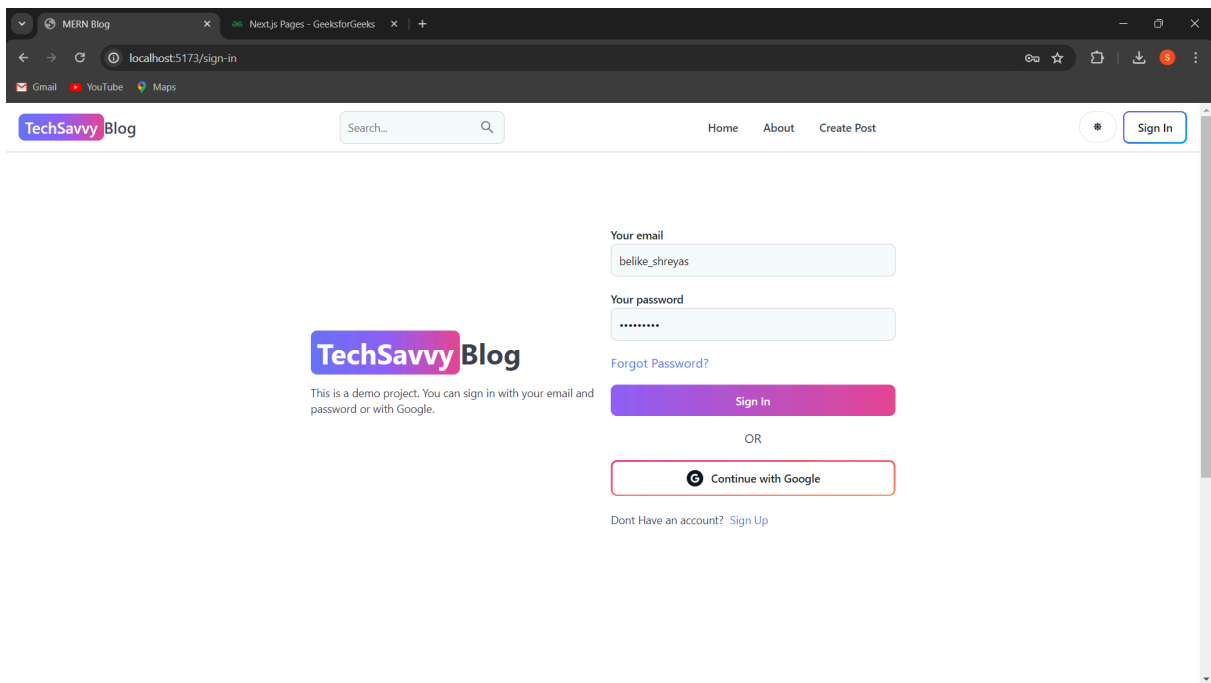 MERN Blog
Next.js Pages - GeeksforGeeks
localhost:5173/sign-in
S
Gmail YouTube Maps
TechSavvy Blog
Search...
Home About Create Post
Sign In
Your email
belike_shreyas
Your password
•••••••••
Forgot Password?
TechSavvy Blog
This is a demo project. You can sign in with your email and
password or with Google.
Sign In
OR
G Continue with Google
Dont Have an account? Sign Up